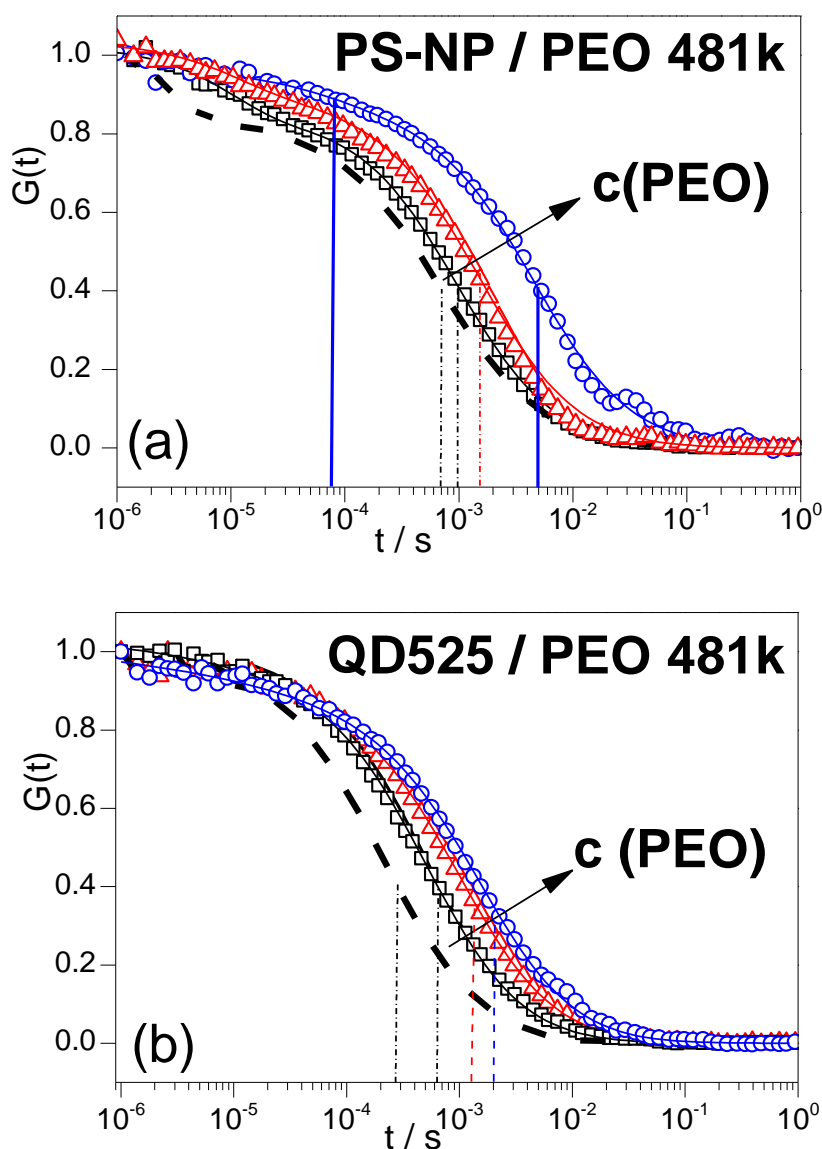 PS-NP / PEO 481k
1.0
0.8
0.6
0.4
0.2
0.0
G(t)
c(PEO)
(a)
10⁻⁶ 10⁻⁵ 10⁻⁴ 10⁻³ 10⁻² 10⁻¹ 10⁰
t / s
QD525 / PEO 481k
1.0
0.8
0.6
0.4
0.2
0.0
G(t)
c (PEO)
(b)
10⁻⁶ 10⁻⁵ 10⁻⁴ 10⁻³ 10⁻² 10⁻¹ 10⁰
t / s